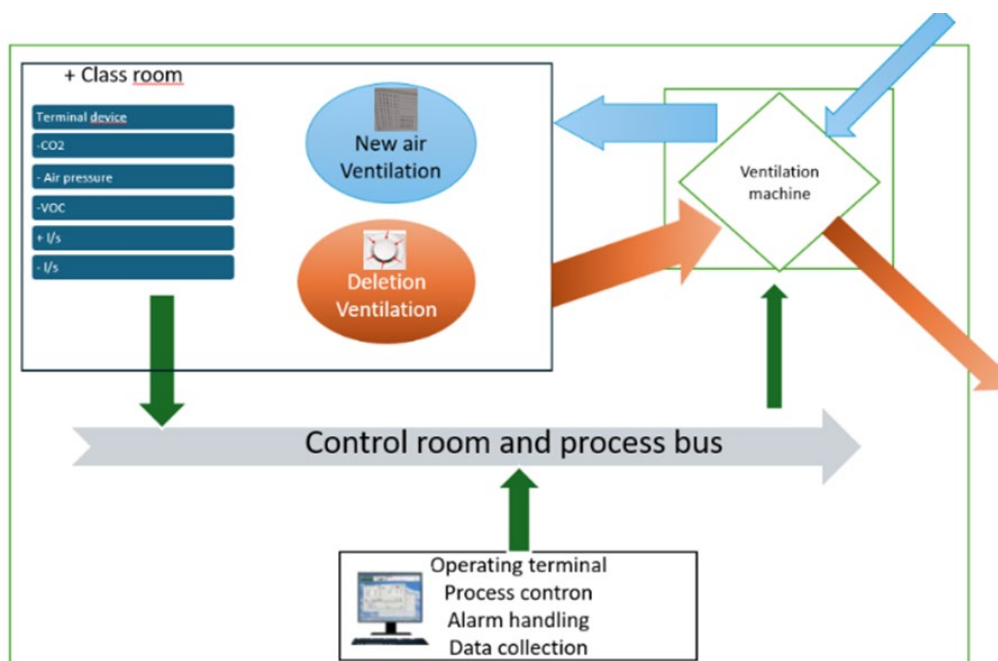 + Class room
Terminal device
-CO2
- Air pressure
-VOC
+ l/s
- l/s
New air
Ventilation
Deletion
Ventilation
Ventilation
machine
Control room and process bus
Operating terminal
Process contron
Alarm handling
Data collection